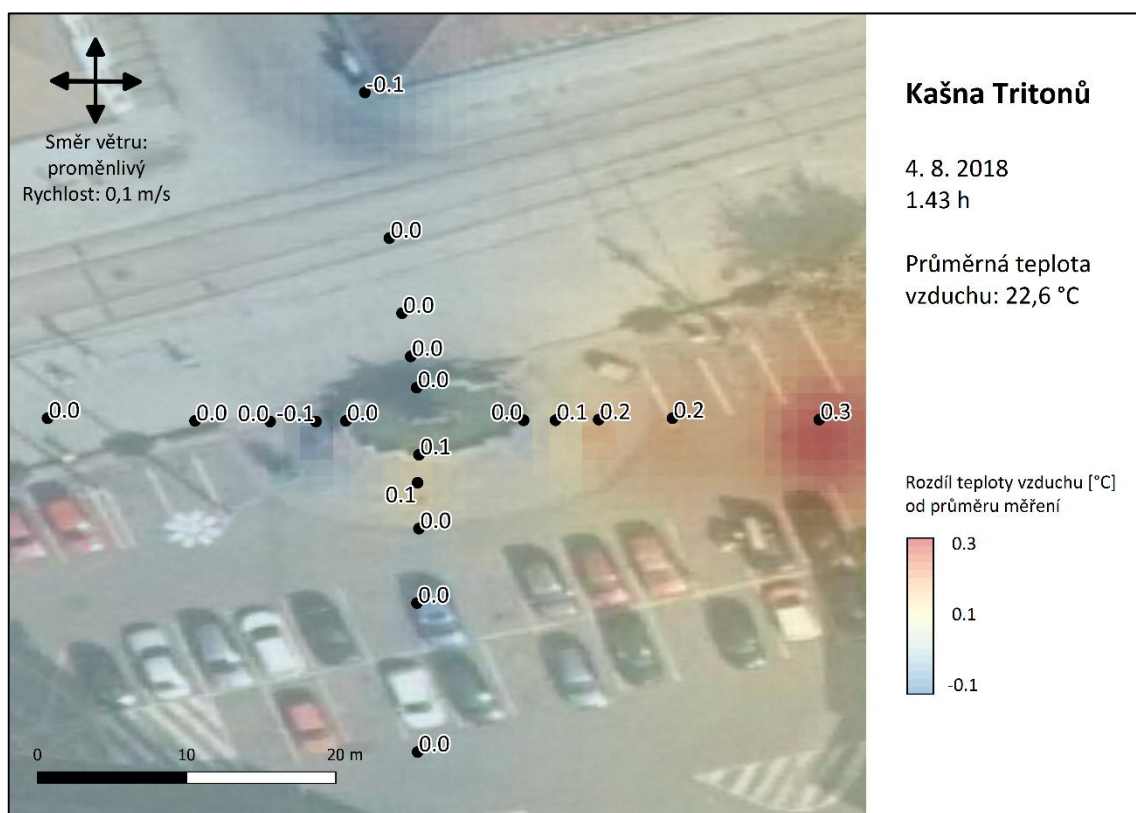 -0.1
Směr větru:
proměnlivý
Rychlost: 0,1 m/s
0.0
0.0
0.0
0.0
0.0 0.0 0.0 -0.1 0.0 0.0 0.1 0.2 0.2 0.3
0.1
0.1
0.0
0.0
0.0
0 10 20 m
Kašna Tritonů
4. 8. 2018
1.43 h
Průměrná teplota
vzduchu: 22,6 °C
Rozdíl teploty vzduchu [°C]
od průměru měření
0.3
0.1
-0.1